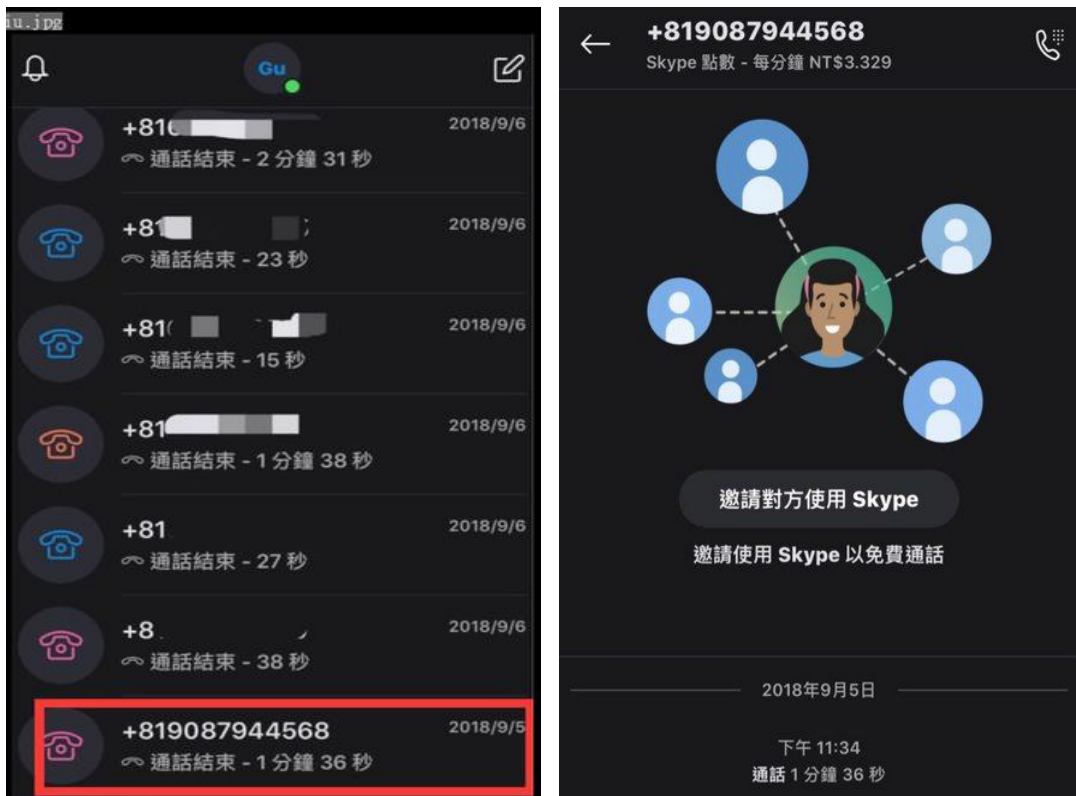 iu.jpg
Gu
+81
2018/9/6
通話結束 - 2 分鐘 31 秒
+81
2018/9/6
通話結束 - 23 秒
+81
2018/9/6
通話結束 - 15 秒
+81
2018/9/6
通話結束 - 1 分鐘 38 秒
+81
2018/9/6
通話結束 - 27 秒
+8
2018/9/6
通話結束 - 38 秒
+819087944568
2018/9/5
通話結束 - 1 分鐘 36 秒
+819087944568
Skype 點數 - 每分鐘 NT$3.329
邀請對方使用 Skype
邀請使用 Skype 以免費通話
2018年9月5日
下午 11:34
通話 1 分鐘 36 秒